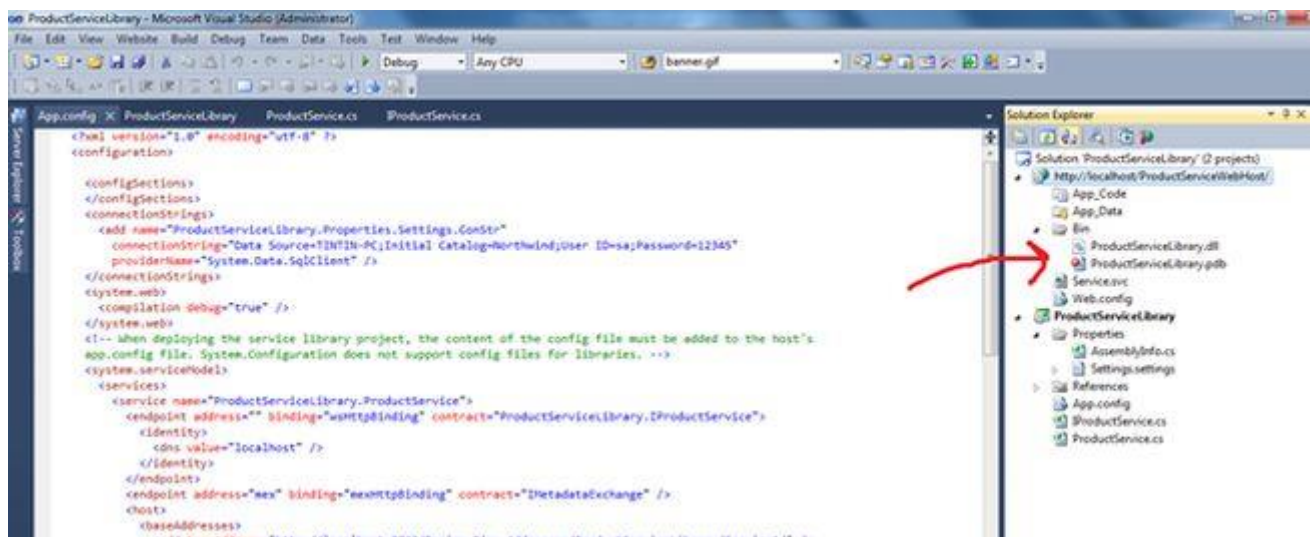 ProductServiceLibrary - Microsoft Visual Studio (Administrator)
File Edit View Website Build Debug Team Data Tools Test Window Help
Debug Any CPU banner.gif
App.config ProductServiceLibrary ProductService.cs IProductService.cs
Server Explorer
Toolbox
<?xml version="1.0" encoding="utf-8" ?>
<configuration>
<configSections>
</configSections>
<connectionStrings>
<add name="ProductServiceLibrary.Properties.Settings.ConStr"
connectionString="Data Source=TINTIN-PC;Initial Catalog=Northwind;User ID=sa;Password=12345"
providerName="System.Data.SqlClient" />
</connectionStrings>
<system.web>
<compilation debug="true" />
</system.web>
<!-- When deploying the service library project, the content of the config file must be added to the host's
app.config file. System.Configuration does not support config files for libraries. -->
<system.serviceModel>
<services>
<service name="ProductServiceLibrary.ProductService">
<endpoint address="" binding="wsHttpBinding" contract="ProductServiceLibrary.IProductService">
<identity>
<dns value="localhost" />
</identity>
</endpoint>
<endpoint address="mex" binding="mexHttpBinding" contract="IMetadataExchange" />
<host>
<baseAddresses>
Solution Explorer
Solution 'ProductServiceLibrary' (2 projects)
http://localhost/ProductServiceWebHost/
App_Code
App_Data
Bin
ProductServiceLibrary.dll
ProductServiceLibrary.pdb
Service.svc
Web.config
ProductServiceLibrary
Properties
AssemblyInfo.cs
Settings.settings
References
App.config
IProductService.cs
ProductService.cs